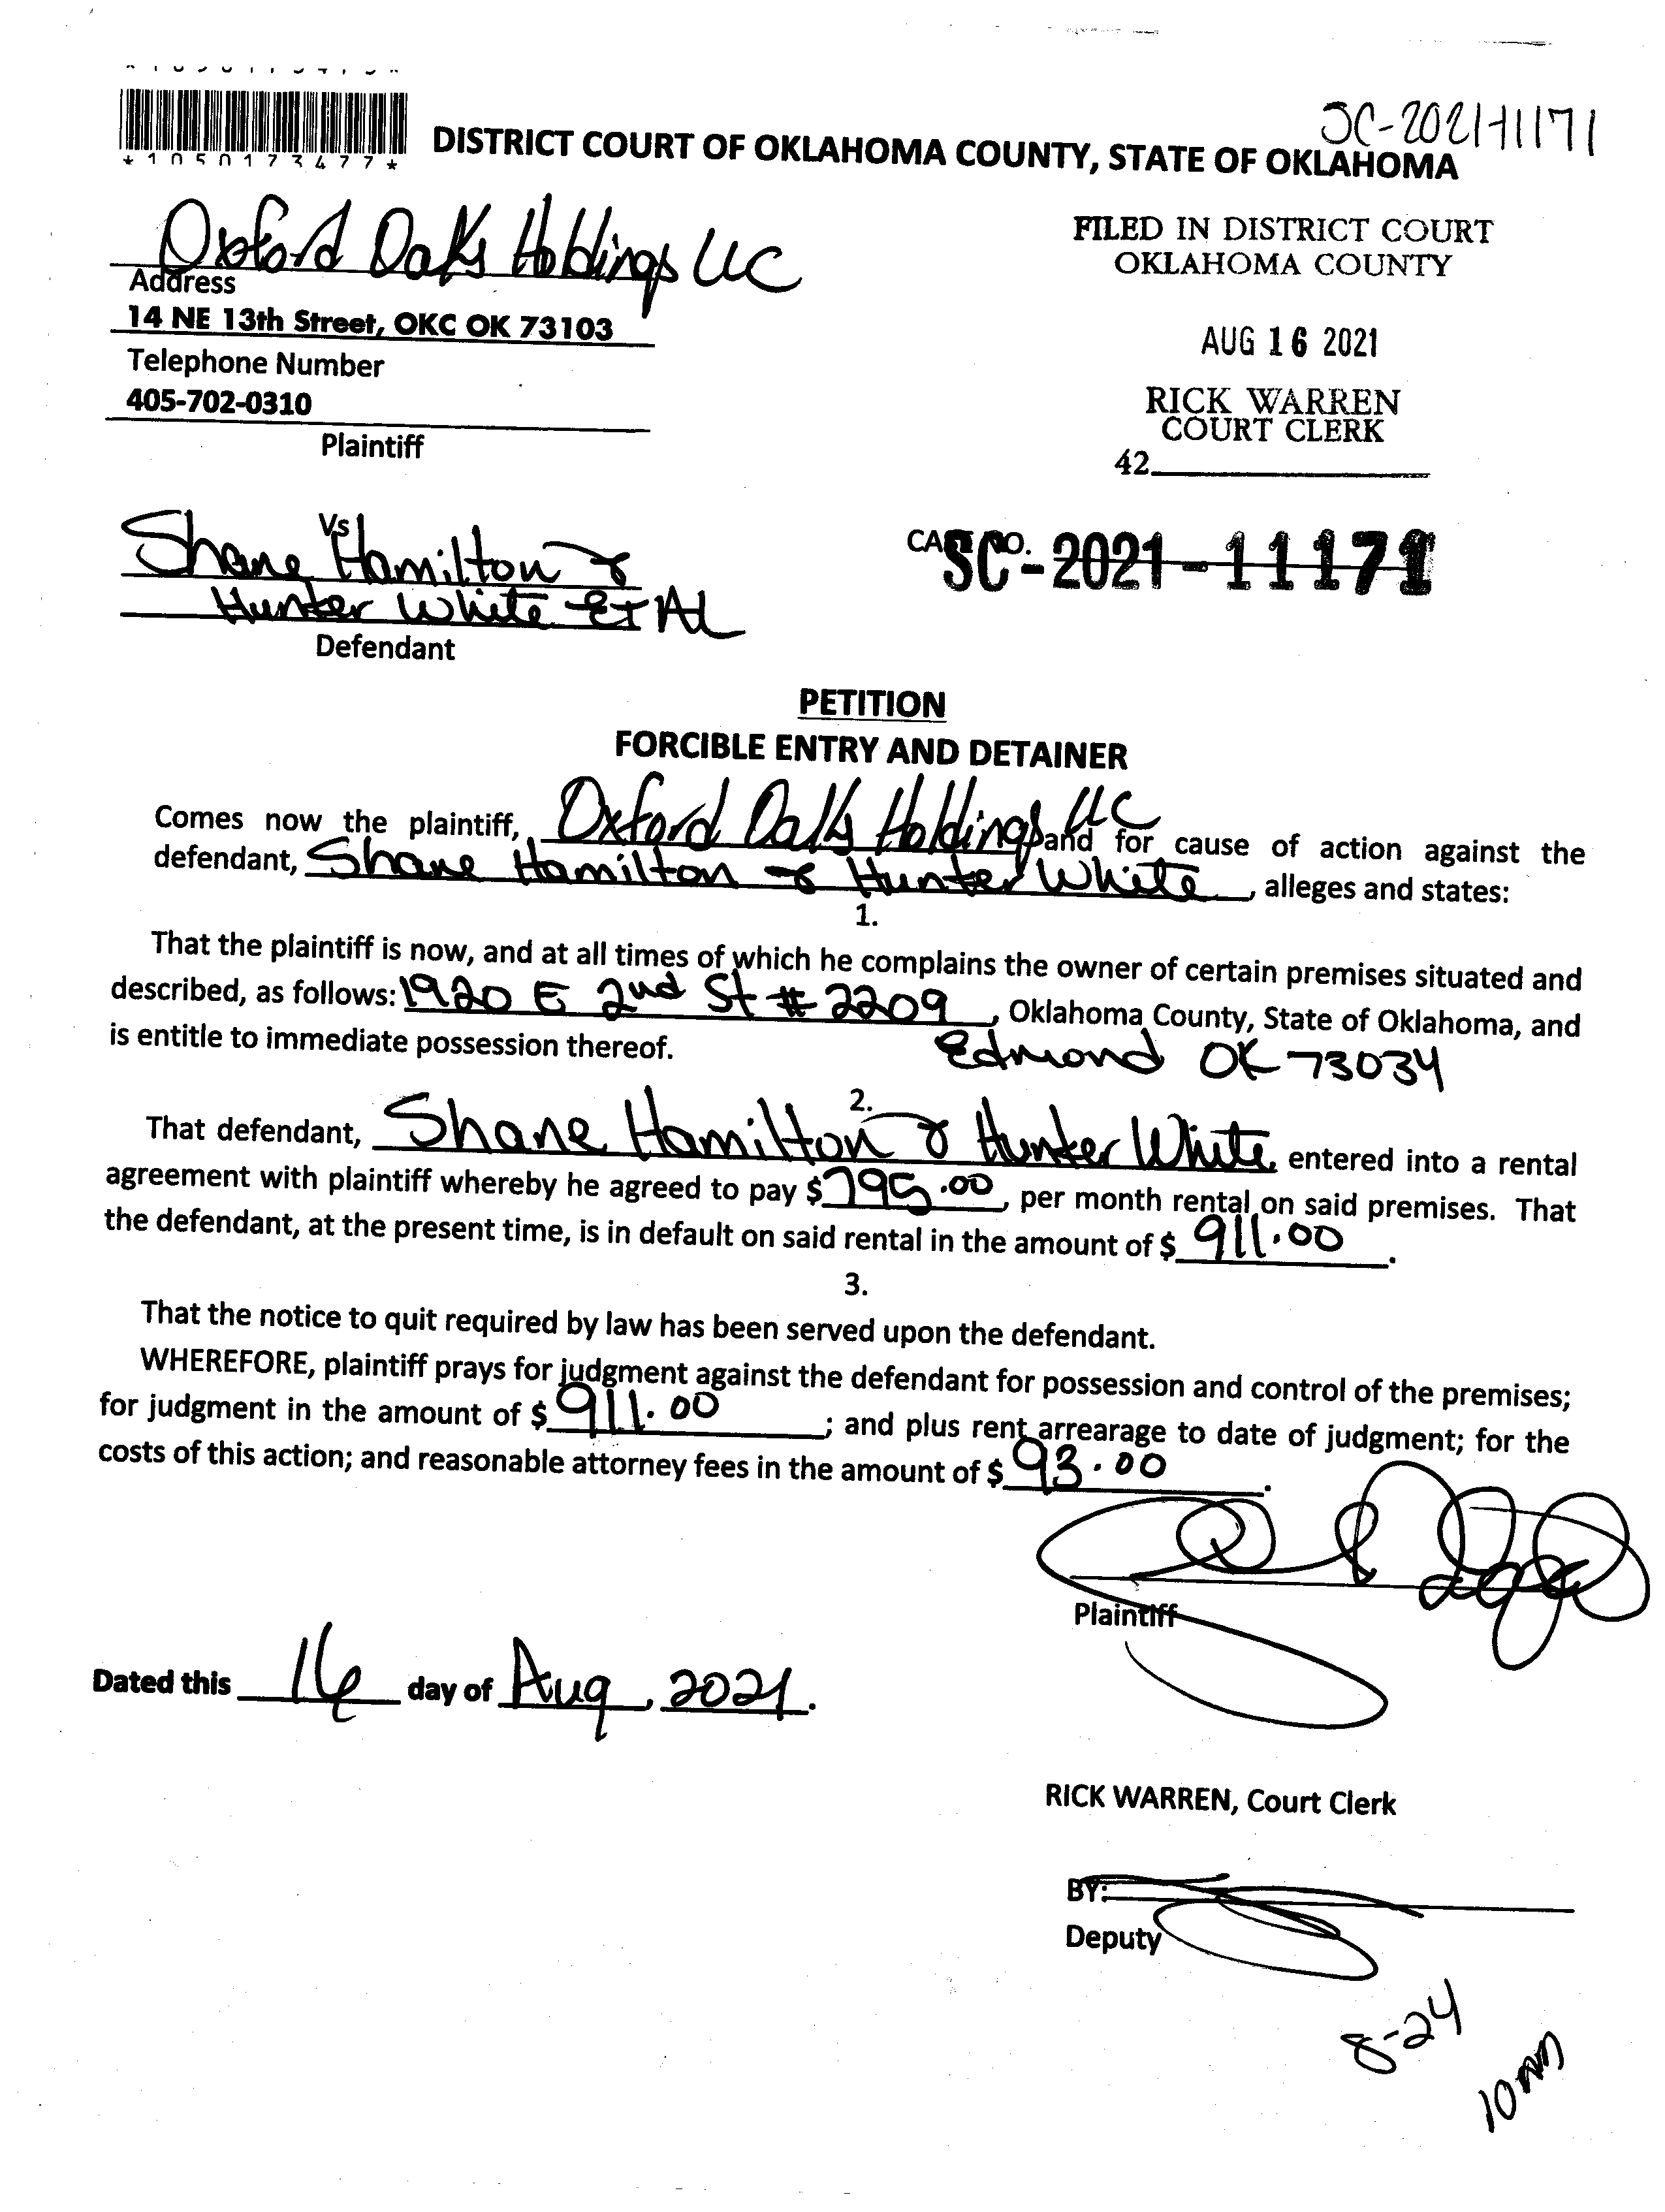 *1050173477*
SC-2021-11171
DISTRICT COURT OF OKLAHOMA COUNTY, STATE OF OKLAHOMA
Oxford Oaks Holdings LLC
Address
14 NE 13th Street, OKC OK 73103
Telephone Number
405-702-0310
Plaintiff
FILED IN DISTRICT COURT
OKLAHOMA COUNTY
AUG 16 2021
RICK WARREN
COURT CLERK
42
Vs
Shane Hamilton &
Hunter White ET AL
Defendant
CASE NO. SC-2021-11171
PETITION
FORCIBLE ENTRY AND DETAINER
Comes now the plaintiff, Oxford Oaks Holdings LLC and for cause of action against the
defendant, Shane Hamilton & Hunter White, alleges and states:
1.
That the plaintiff is now, and at all times of which he complains the owner of certain premises situated and
described, as follows: 1920 E 2nd St # 2209, Oklahoma County, State of Oklahoma, and
is entitle to immediate possession thereof. Edmond OK 73034
2.
That defendant, Shane Hamilton & Hunter White, entered into a rental
agreement with plaintiff whereby he agreed to pay $795.00, per month rental on said premises. That
the defendant, at the present time, is in default on said rental in the amount of $ 911.00.
3.
That the notice to quit required by law has been served upon the defendant.
WHEREFORE, plaintiff prays for judgment against the defendant for possession and control of the premises;
for judgment in the amount of $ 911.00; and plus rent arrearage to date of judgment; for the
costs of this action; and reasonable attorney fees in the amount of $ 93.00.
Plaintiff
Dated this 16 day of Aug, 2021.
RICK WARREN, Court Clerk
BY:
Deputy
8-24
10am